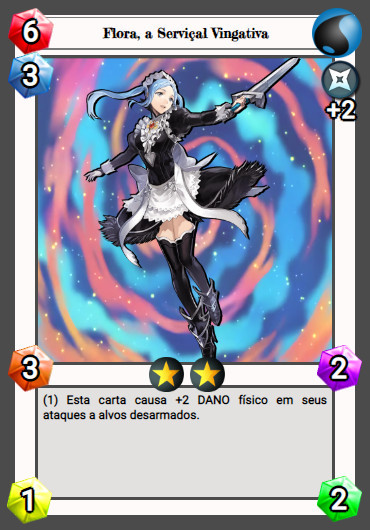 6
Flora, a Serviçal Vingativa
3
+2
3
2
(1) Esta carta causa +2 DANO físico em seus
ataques a alvos desarmados.
1
2